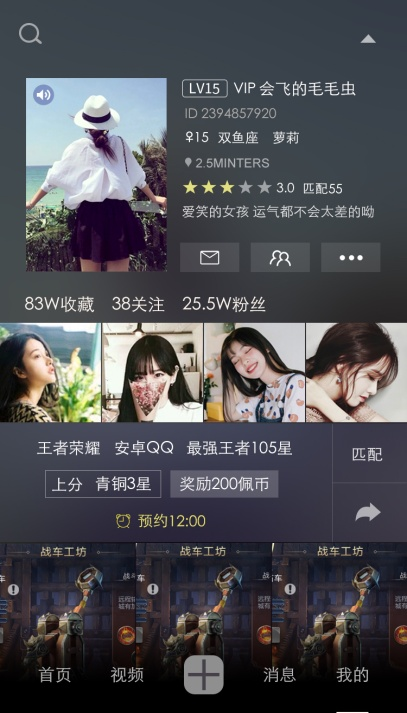 LV15 VIP 会飞的毛毛虫
ID 2394857920
♀15 双鱼座 萝莉
2.5MINTERS
3.0 匹配55
爱笑的女孩 运气都不会太差的呦
83W收藏 38关注 25.5W粉丝
王者荣耀 安卓QQ 最强王者105星
匹配
上分 青铜3星 奖励200佩币
预约12:00
战车工坊 战车工坊 战车工坊
首页 视频 消息 我的